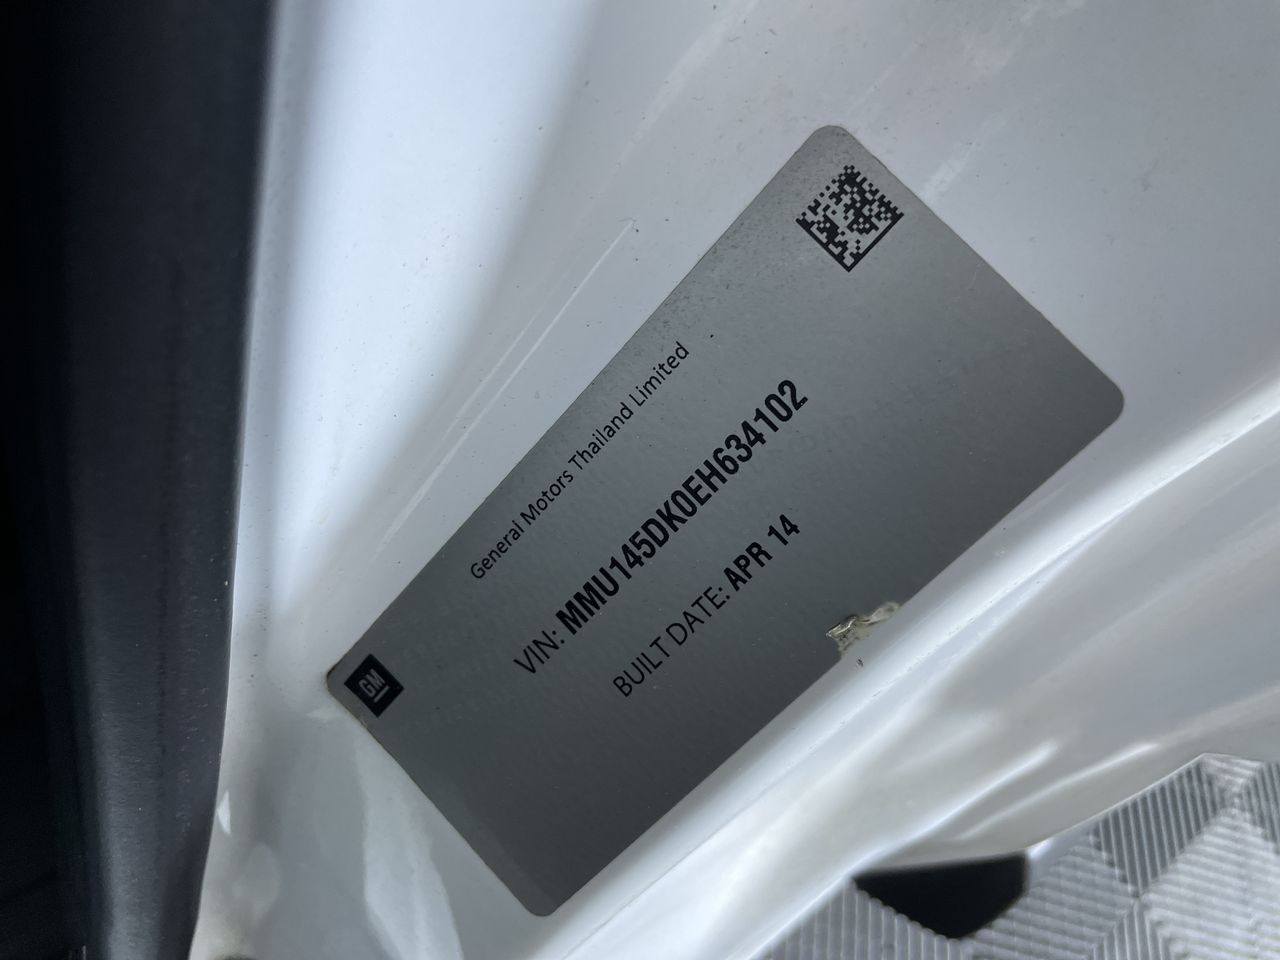 General Motors Thailand Limited
VIN: MMU145DK0EH634102
BUILT DATE: APR 14
GM